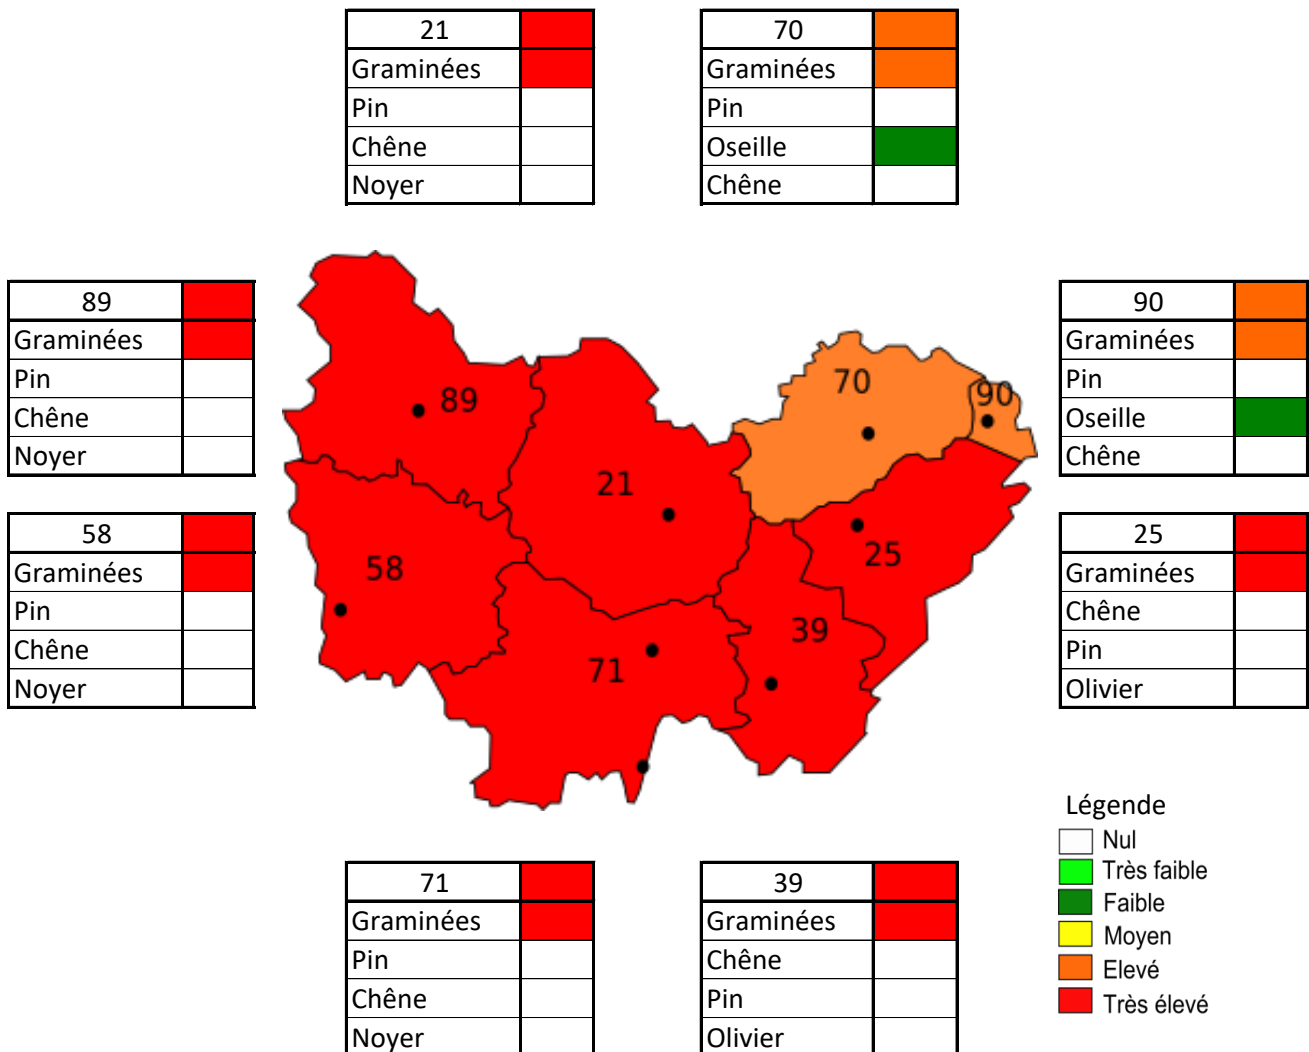 21
Graminées
Pin
Chêne
Noyer
70
Graminées
Pin
Oseille
Chêne
89
Graminées
Pin
Chêne
Noyer
58
Graminées
Pin
Chêne
Noyer
89
70
90
21
58
25
39
71
90
Graminées
Pin
Oseille
Chêne
25
Graminées
Chêne
Pin
Olivier
Légende
Nul
Très faible
Faible
Moyen
Elevé
Très élevé
71
Graminées
Pin
Chêne
Noyer
39
Graminées
Chêne
Pin
Olivier